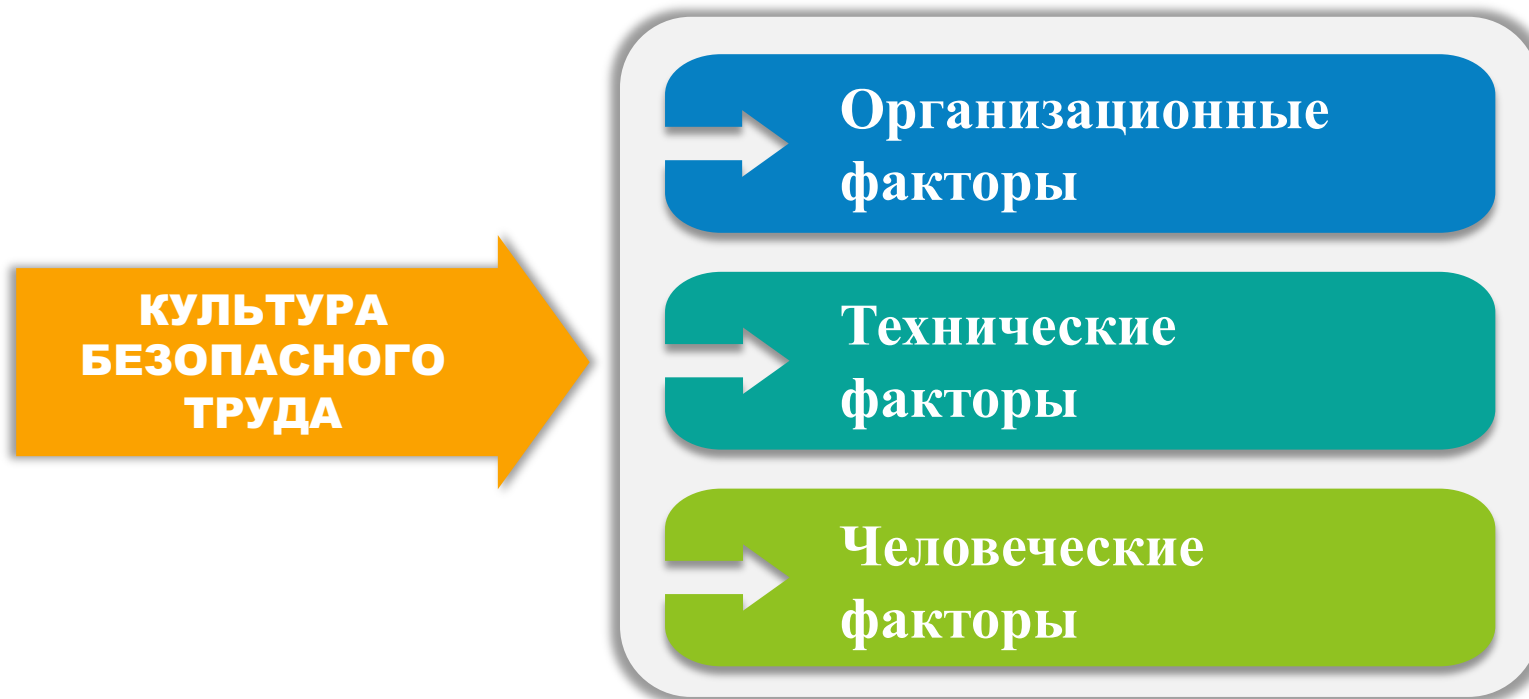 КУЛЬТУРА
БЕЗОПАСНОГО
ТРУДА
Организационные
факторы
Технические
факторы
Человеческие
факторы